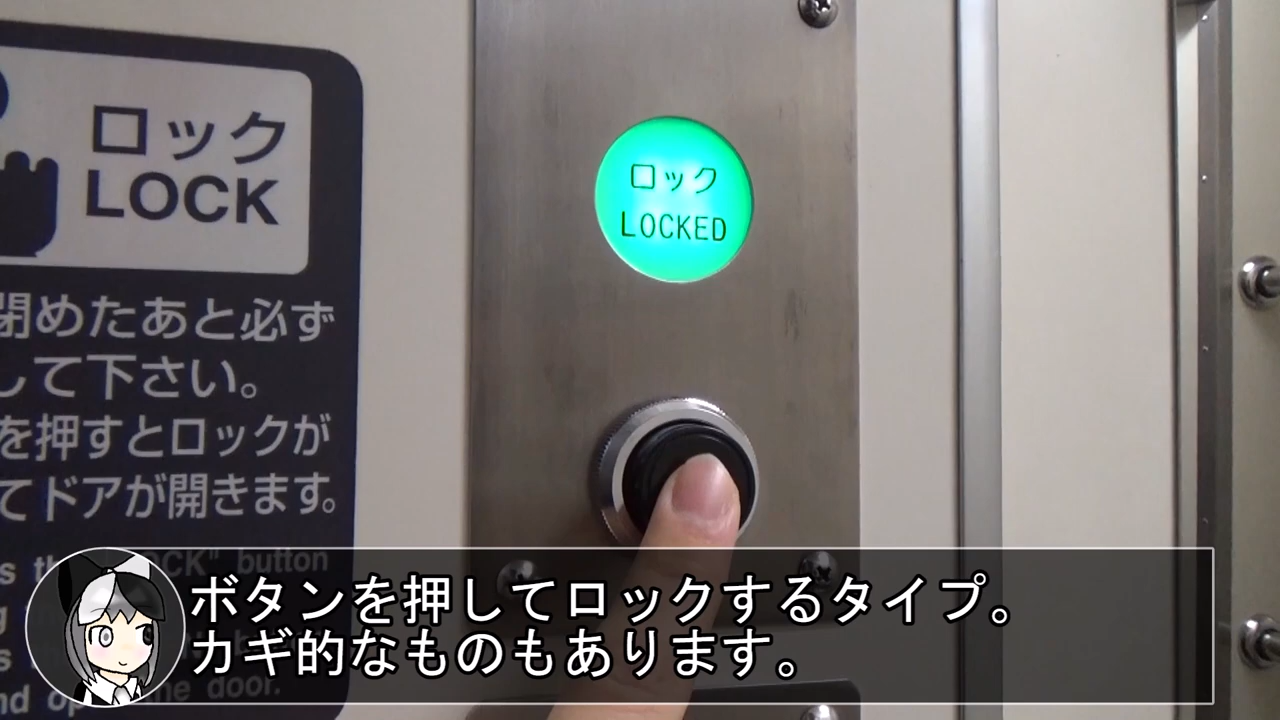 ロック
LOCK
閉めたあと必ず
して下さい。
を押すとロックが
てドアが開きます。
button
the door.
ロック
LOCKED
ボタンを押してロックするタイプ。
カギ的なものもあります。